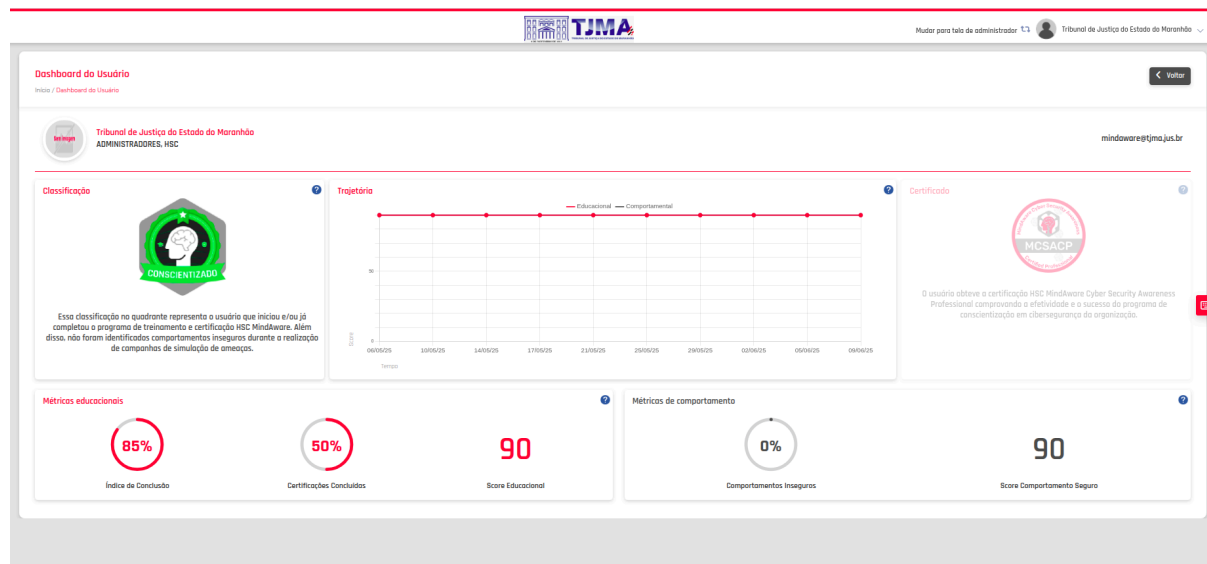 TJMA
Mudar para tela de administrador
Tribunal de Justiça do Estado do Maranhão
Dashboard do Usuário
Início / Dashboard do Usuário
Voltar
Tribunal de Justiça do Estado do Maranhão
ADMINISTRADORES, HSC
mindaware@tjma.jus.br
Classificação
CONSCIENTIZADO
Essa classificação no quadrante representa o usuário que iniciou e/ou já
completou o programa de treinamento e certificação HSC MindAware. Além
disso, não foram identificados comportamentos inseguros durante a realização
de campanhas de simulação de ameaças.
Trajetória
Educacional Comportamental
Score
50
0
06/05/25 10/05/25 14/05/25 17/05/25 21/05/25 25/05/25 29/05/25 02/06/25 05/06/25 09/06/25
Tempo
Certificado
MCSACP
O usuário obteve a certificação HSC MindAware Cyber Security Awareness
Professional comprovando a efetividade e o sucesso do programa de
conscientização em cibersegurança da organização.
Métricas educacionais
85%
50%
90
Índice de Conclusão
Certificações Concluídas
Score Educacional
Métricas de comportamento
0%
90
Comportamentos Inseguros
Score Comportamento Seguro